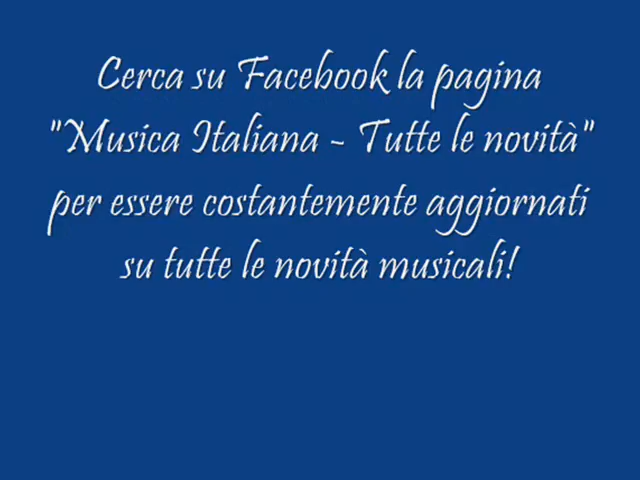 Cerca su Facebook la pagina
"Musica Italiana - Tutte le novità"
per essere costantemente aggiornati
su tutte le novità musicali!